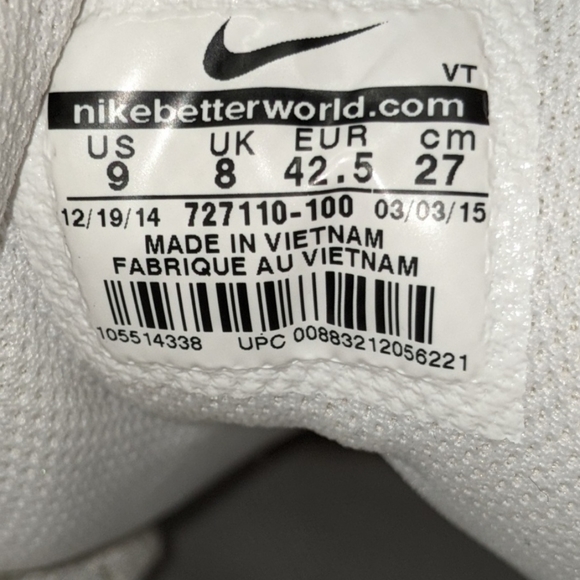 VT
nikebetterworld.com
US UK EUR cm
9 8 42.5 27
12/19/14 727110-100 03/03/15
MADE IN VIETNAM
FABRIQUE AU VIETNAM
105514338 UPC 00883212056221